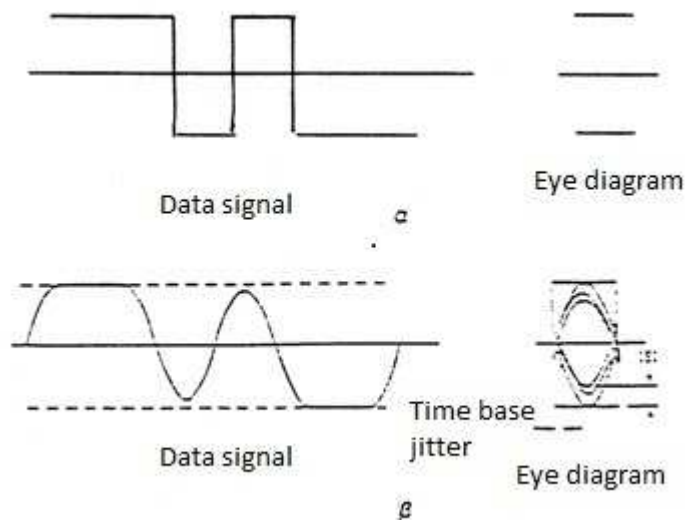 Data signal
Eye diagram
α
Data signal
Time base
jitter
Eye diagram
β